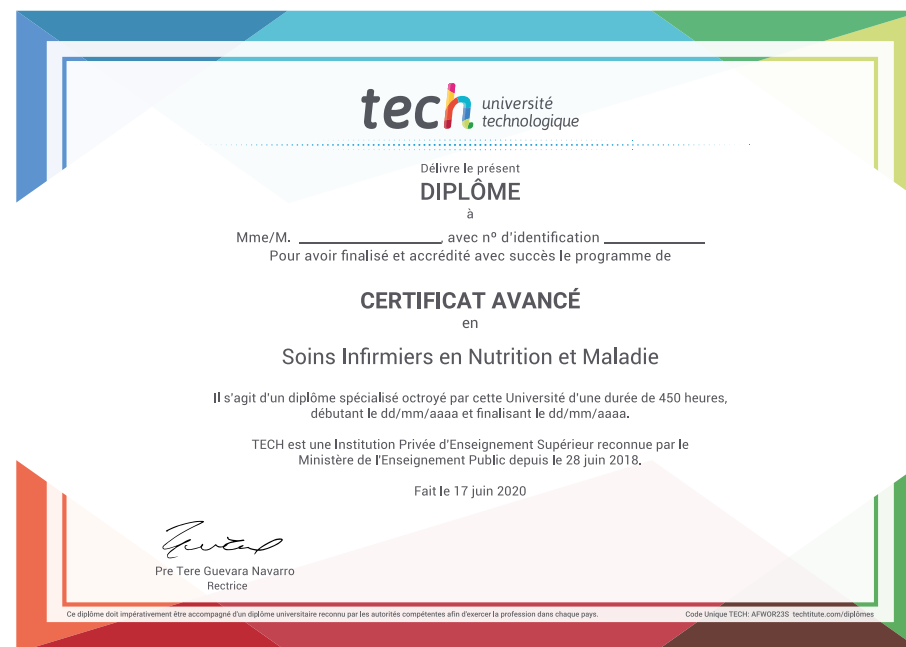 tech université
technologique
Délivre le présent
DIPLÔME
à
Mme/M. ____________________, avec nº d'identification ______________
Pour avoir finalisé et accrédité avec succès le programme de
CERTIFICAT AVANCÉ
en
Soins Infirmiers en Nutrition et Maladie
Il s'agit d'un diplôme spécialisé octroyé par cette Université d'une durée de 450 heures,
débutant le dd/mm/aaaa et finalisant le dd/mm/aaaa.
TECH est une Institution Privée d'Enseignement Supérieur reconnue par le
Ministère de l'Enseignement Public depuis le 28 juin 2018.
Fait le 17 juin 2020
Pre Tere Guevara Navarro
Rectrice
Ce diplôme doit impérativement être accompagné d'un diplôme universitaire reconnu par les autorités compétentes afin d'exercer la profession dans chaque pays.
Code Unique TECH: AFWOR23S techtitute.com/diplômes